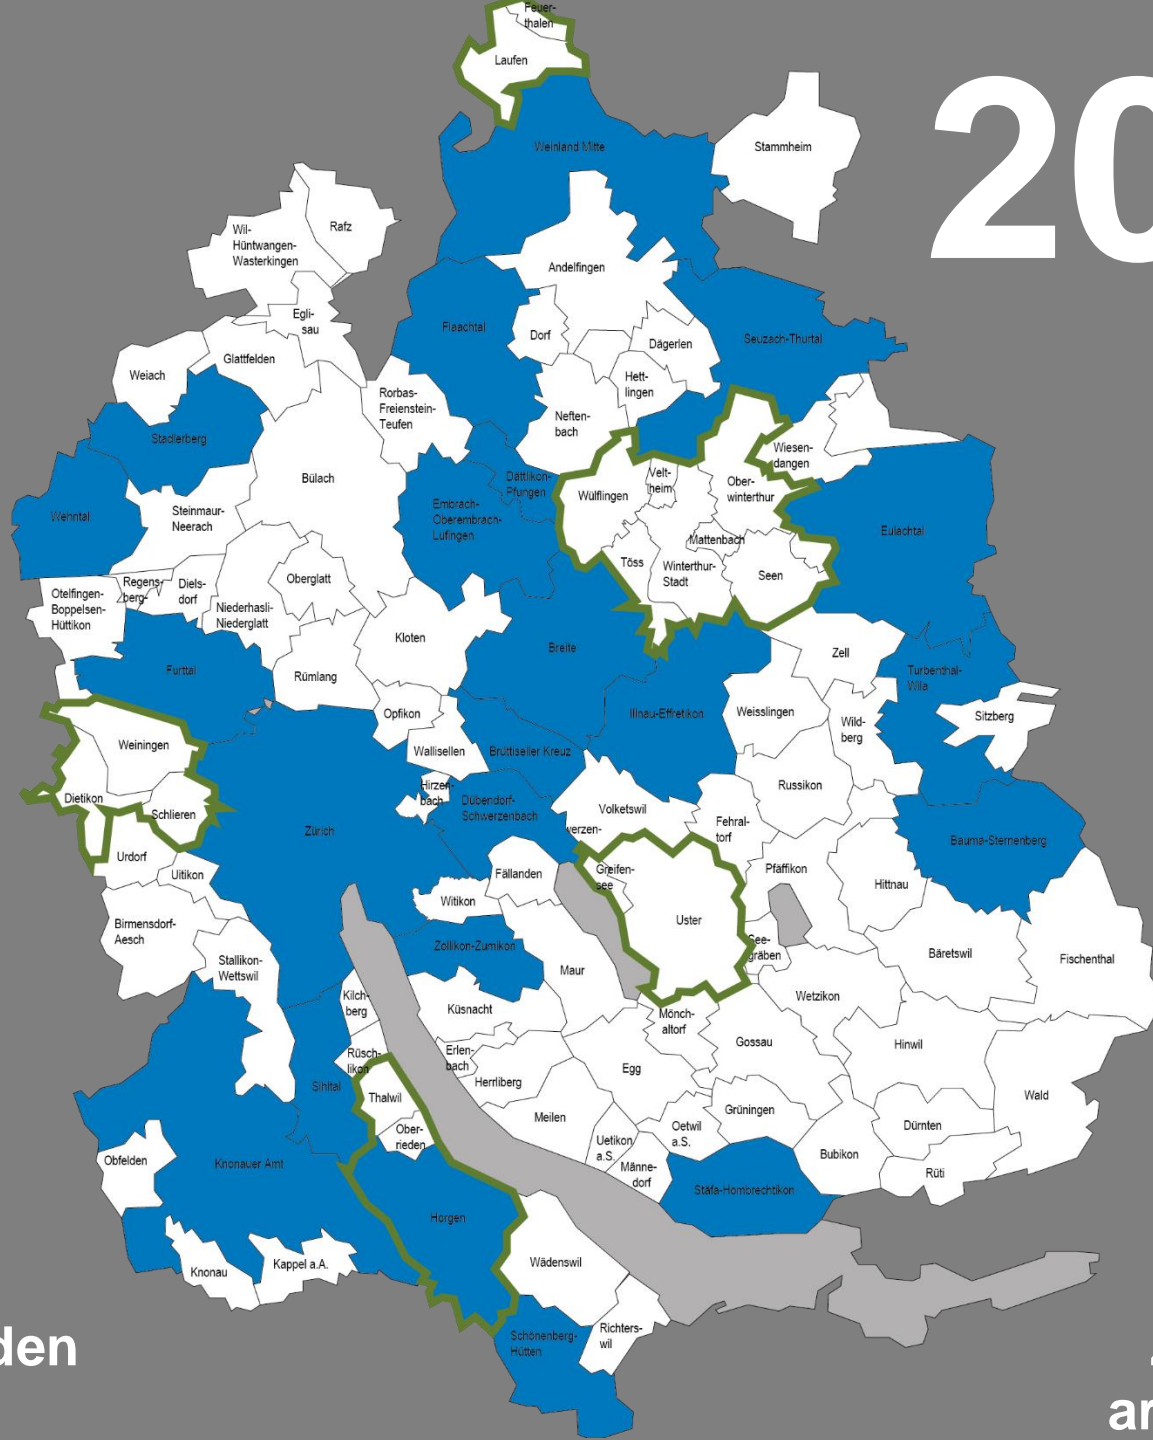 Feuer-
thalen
Laufen
20
Weinland Mitte
Stammheim
Rafz
Wil-
Hüntwangen-
Wasterkingen
Andelfingen
Egli-
sau
Flaachtal
Dorf
Dägerlen
Seuzach-Thurtal
Glattfelden
Weiach
Hett-
lingen
Rorbas-
Freienstein-
Teufen
Neften-
bach
Stadlerberg
Wiesen-
dangen
Bülach
Dättlikon-
Pfungen
Velt-
heim
Ober-
winterthur
Wülflingen
Wehntal
Steinmaur-
Neerach
Embrach-
Oberembrach-
Lufingen
Eulachtal
Mattenbach
Töss
Winterthur-
Stadt
Seen
Otelfingen-
Boppelsen-
Hüttikon
Regens-
berg-
Diels-
dorf
Oberglatt
Niederhasli-
Niederglatt
Kloten
Breite
Zell
Furttal
Rümlang
Turbenthal-
Wila
Opfikon
Illnau-Effretikon
Weisslingen
Wild-
berg
Sitzberg
Weiningen
Wallisellen
Brüttiseller Kreuz
Hirzen-
bach
Russikon
Dietikon
Schlieren
Dübendorf-
Schwerzenbach
Volketswil
Fehral-
torf
Zürich
werzen-
Bauma-Sternenberg
Urdorf
Uitikon
Fällanden
Greifen-
see
Pfäffikon
Hittnau
Witikon
Uster
Birmensdorf-
Aesch
Zollikon-Zumikon
See-
gräben
Bäretswil
Fischenthal
Stallikon-
Wettswil
Maur
Kilch-
berg
Küsnacht
Wetzikon
Mönch-
altorf
Gossau
Hinwil
Rüsch-
likon
Erlen-
bach
Herrliberg
Egg
Sihltal
Thalwil
Wald
Meilen
Grüningen
Ober-
rieden
Uetikon
a.S.
Oetwil
a.S.
Dürnten
Obfelden
Knonauer Amt
Männe-
dorf
Bubikon
Rüti
Stäfa-Hombrechtikon
Horgen
Knonau
Kappel a.A.
Wädenswil
Schönenberg-
Hütten
Richters-
wil
den
ar